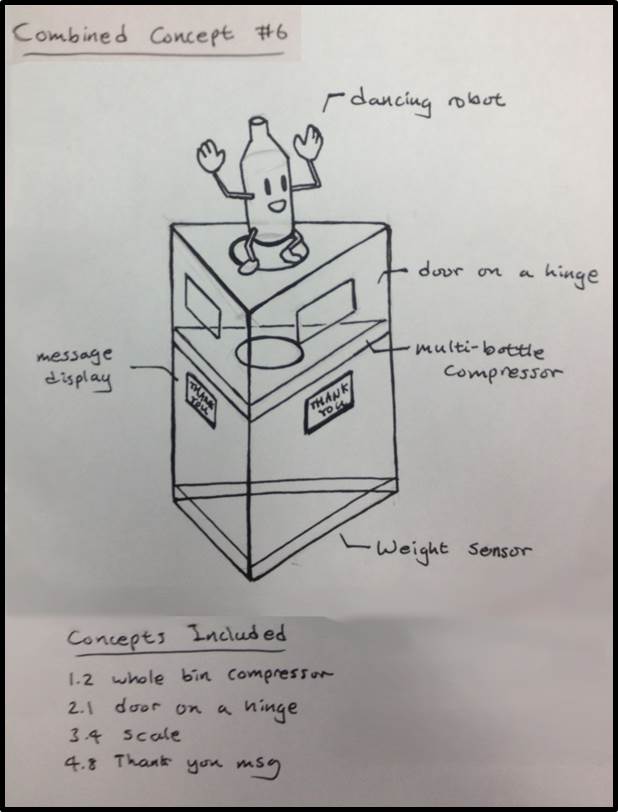 Combined Concept #6
dancing robot
door on a hinge
multi-bottle
compressor
message
display
THANK
YOU
THANK
YOU
Weight sensor
Concepts Included
1.2 whole bin compressor
2.1 door on a hinge
3.4 scale
4.8 Thank you msg